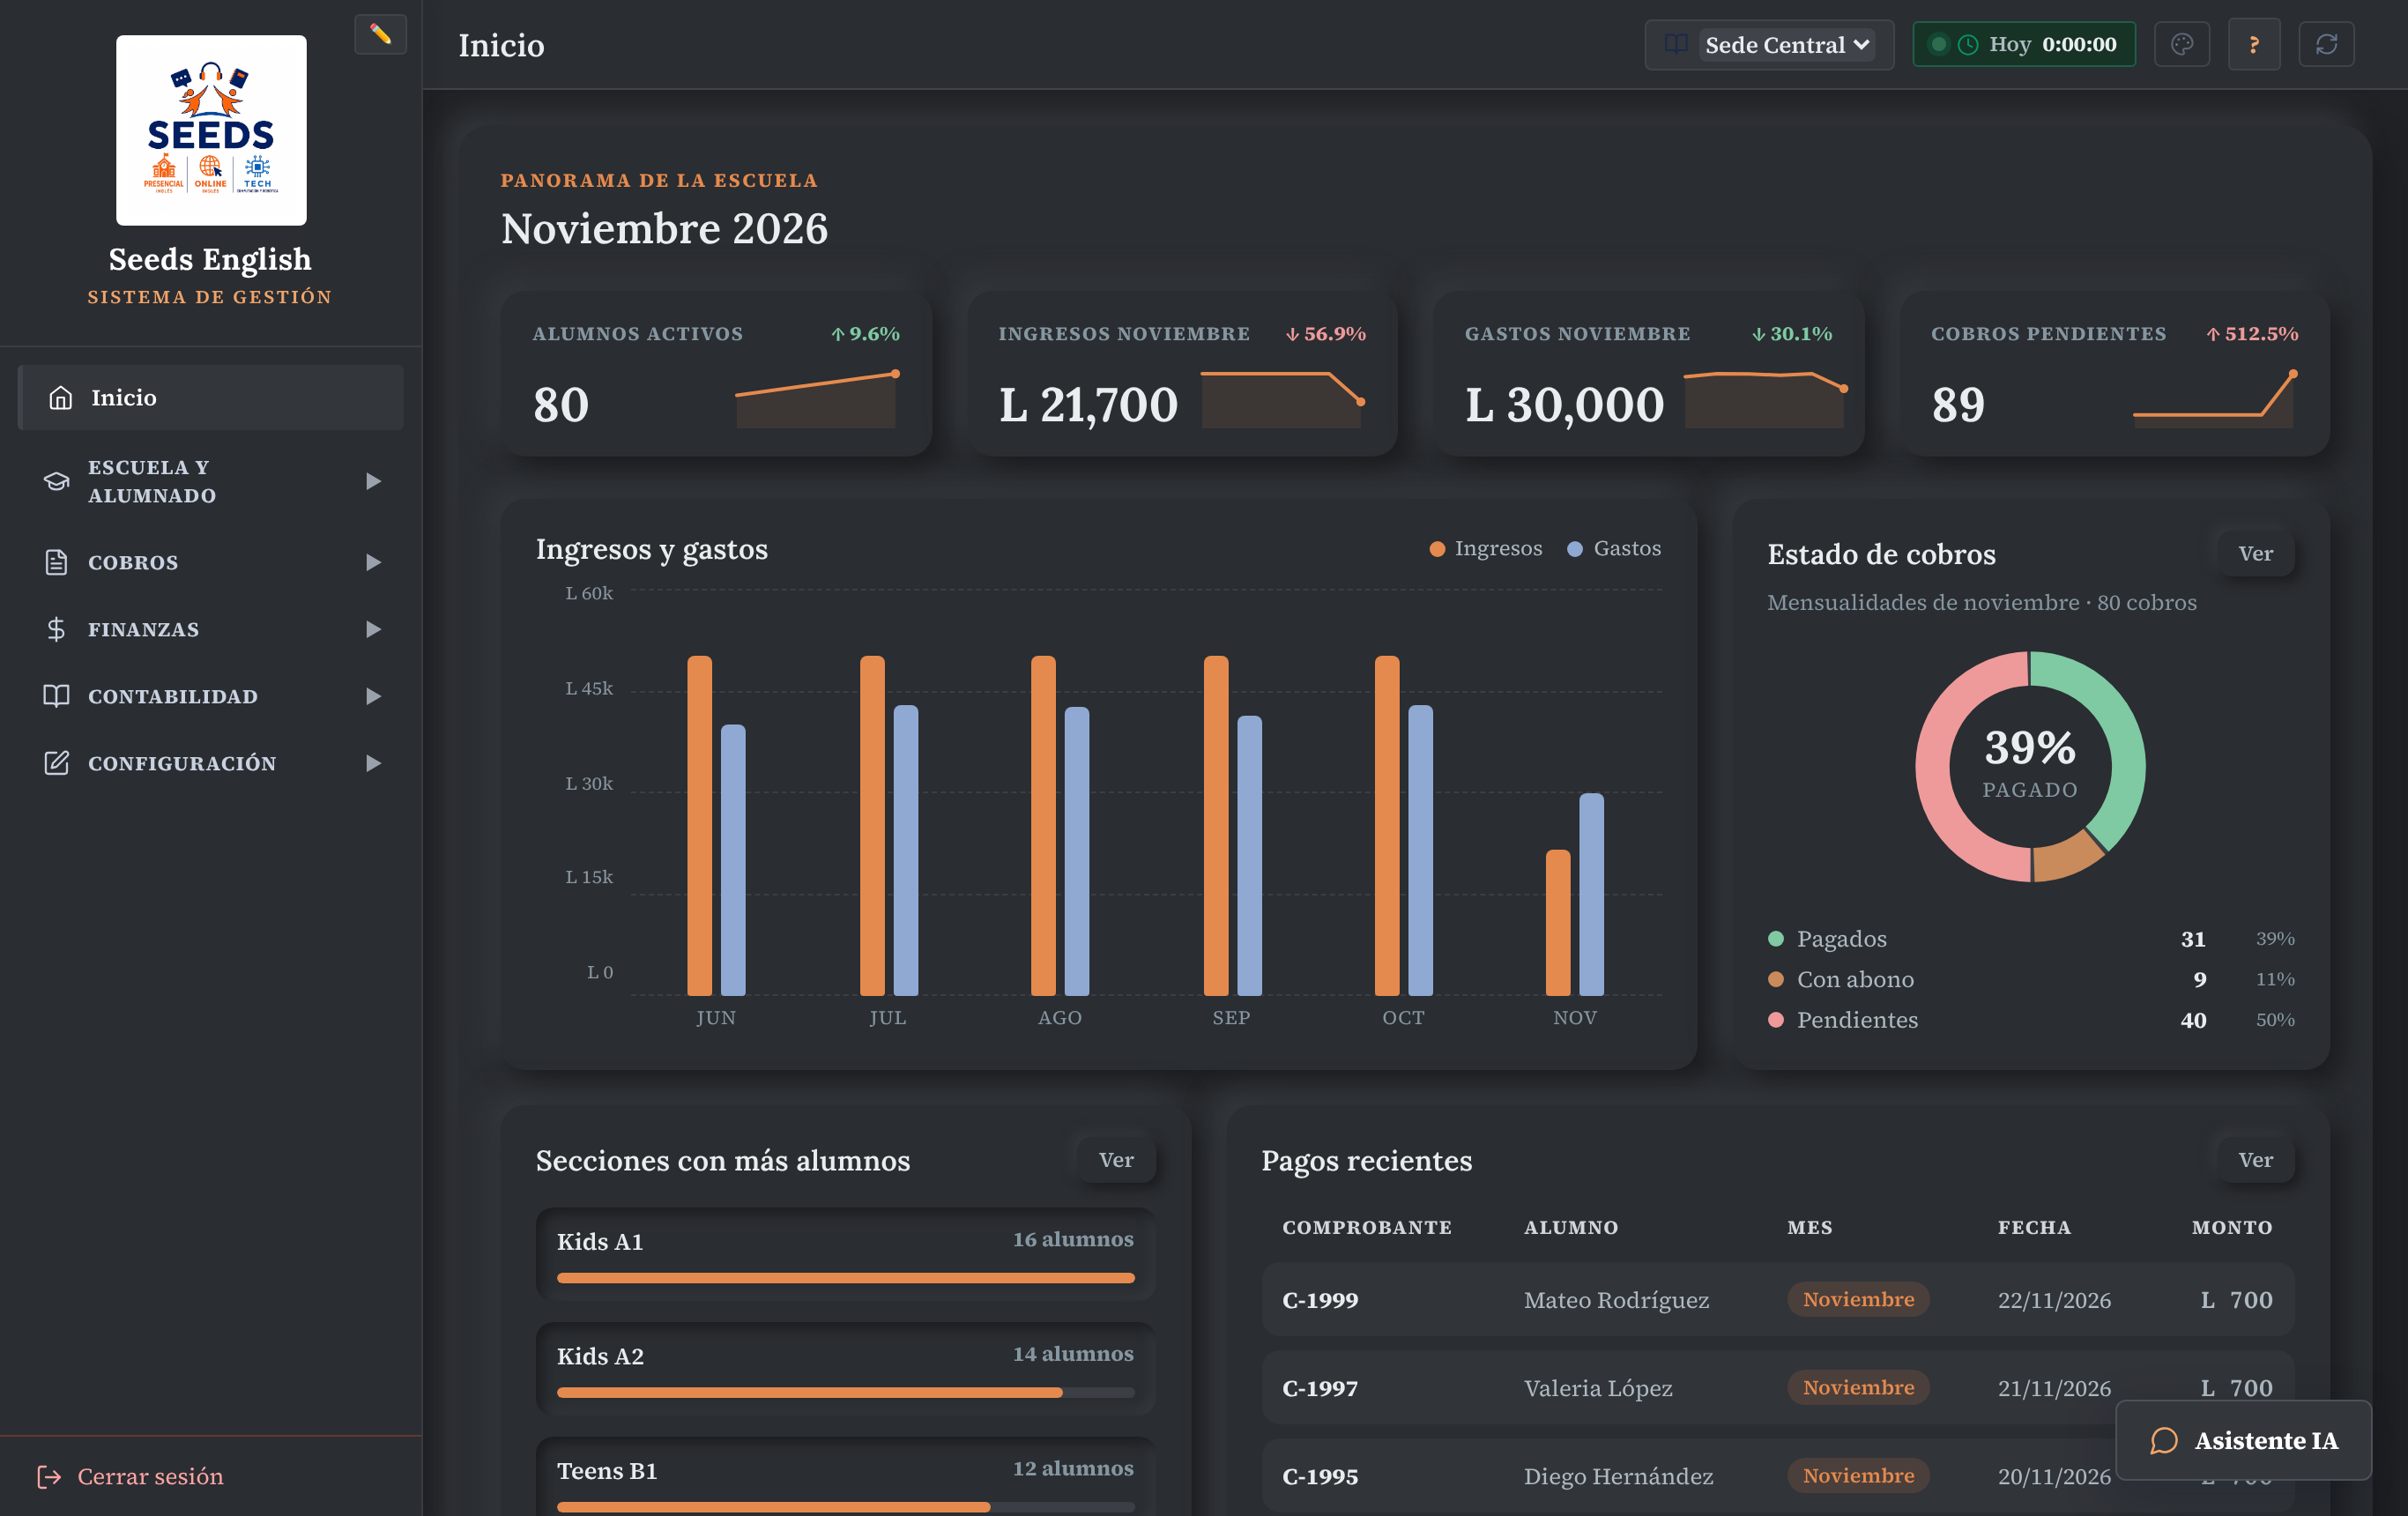 ✏️
SEEDS
PRESENCIAL
INGLÉS
ONLINE
INGLÉS
TECH
Seeds English
SISTEMA DE GESTIÓN
Inicio
ESCUELA Y
ALUMNADO
COBROS
FINANZAS
CONTABILIDAD
CONFIGURACIÓN
Cerrar sesión
Inicio
Sede Central
Hoy 0:00:00
?
PANORAMA DE LA ESCUELA
Noviembre 2026
ALUMNOS ACTIVOS ↑ 9.6%
80
INGRESOS NOVIEMBRE ↓ 56.9%
L 21,700
GASTOS NOVIEMBRE ↓ 30.1%
L 30,000
COBROS PENDIENTES ↑ 512.5%
89
Ingresos y gastos
Ingresos Gastos
L 60k
L 45k
L 30k
L 15k
L 0
JUN JUL AGO SEP OCT NOV
Estado de cobros Ver
Mensualidades de noviembre · 80 cobros
39%
PAGADO
Pagados 31 39%
Con abono 9 11%
Pendientes 40 50%
Secciones con más alumnos Ver
Kids A1 16 alumnos
Kids A2 14 alumnos
Teens B1 12 alumnos
Pagos recientes Ver
COMPROBANTE ALUMNO MES FECHA MONTO
C-1999 Mateo Rodríguez Noviembre 22/11/2026 L 700
C-1997 Valeria López Noviembre 21/11/2026 L 700
C-1995 Diego Hernández Noviembre 20/11/2026
Asistente IA